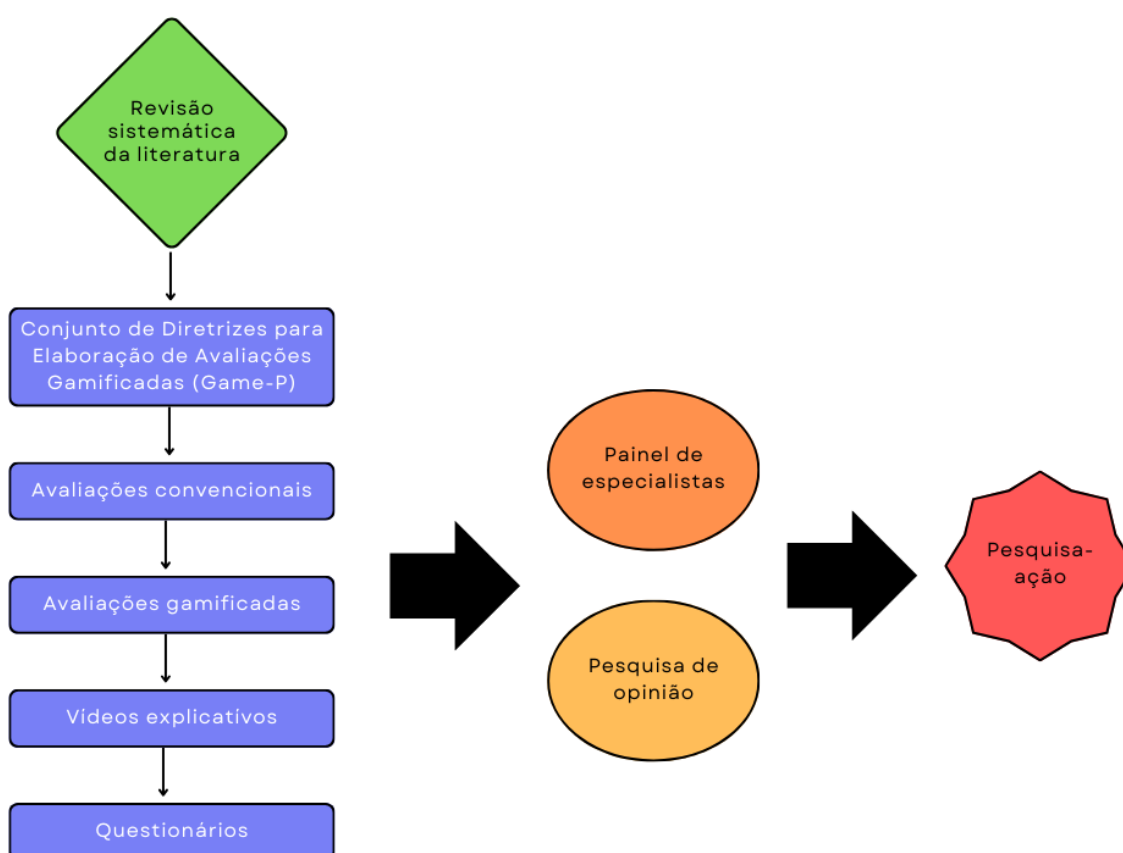 Revisão
sistemática
da literatura
Conjunto de Diretrizes para
Elaboração de Avaliações
Gamificadas (Game-P)
Avaliações convencionais
Avaliações gamificadas
Vídeos explicativos
Questionários
Painel de
especialistas
Pesquisa de
opinião
Pesquisa-
ação